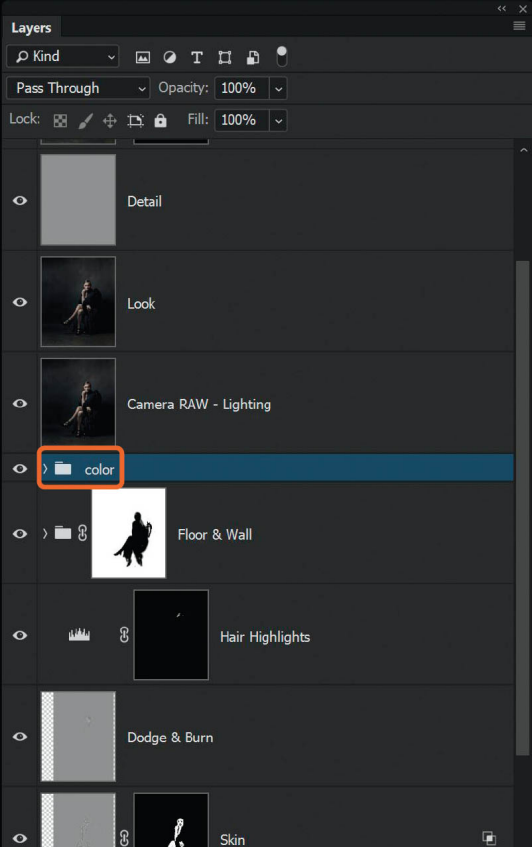 Layers
Kind
Pass Through Opacity: 100%
Lock: Fill: 100%
Detail
Look
Camera RAW - Lighting
color
Floor & Wall
Hair Highlights
Dodge & Burn
Skin